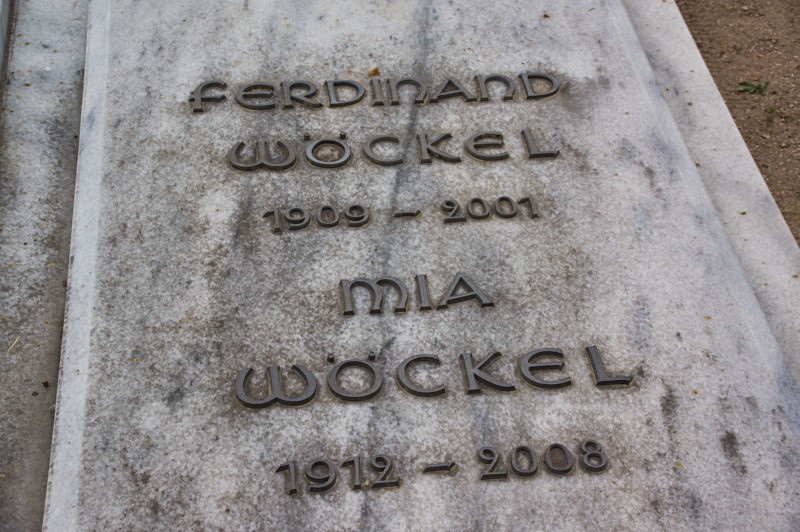 FERDINAND
WÖCKEL
1909 - 2001
MIA
WÖCKEL
1912 - 2008